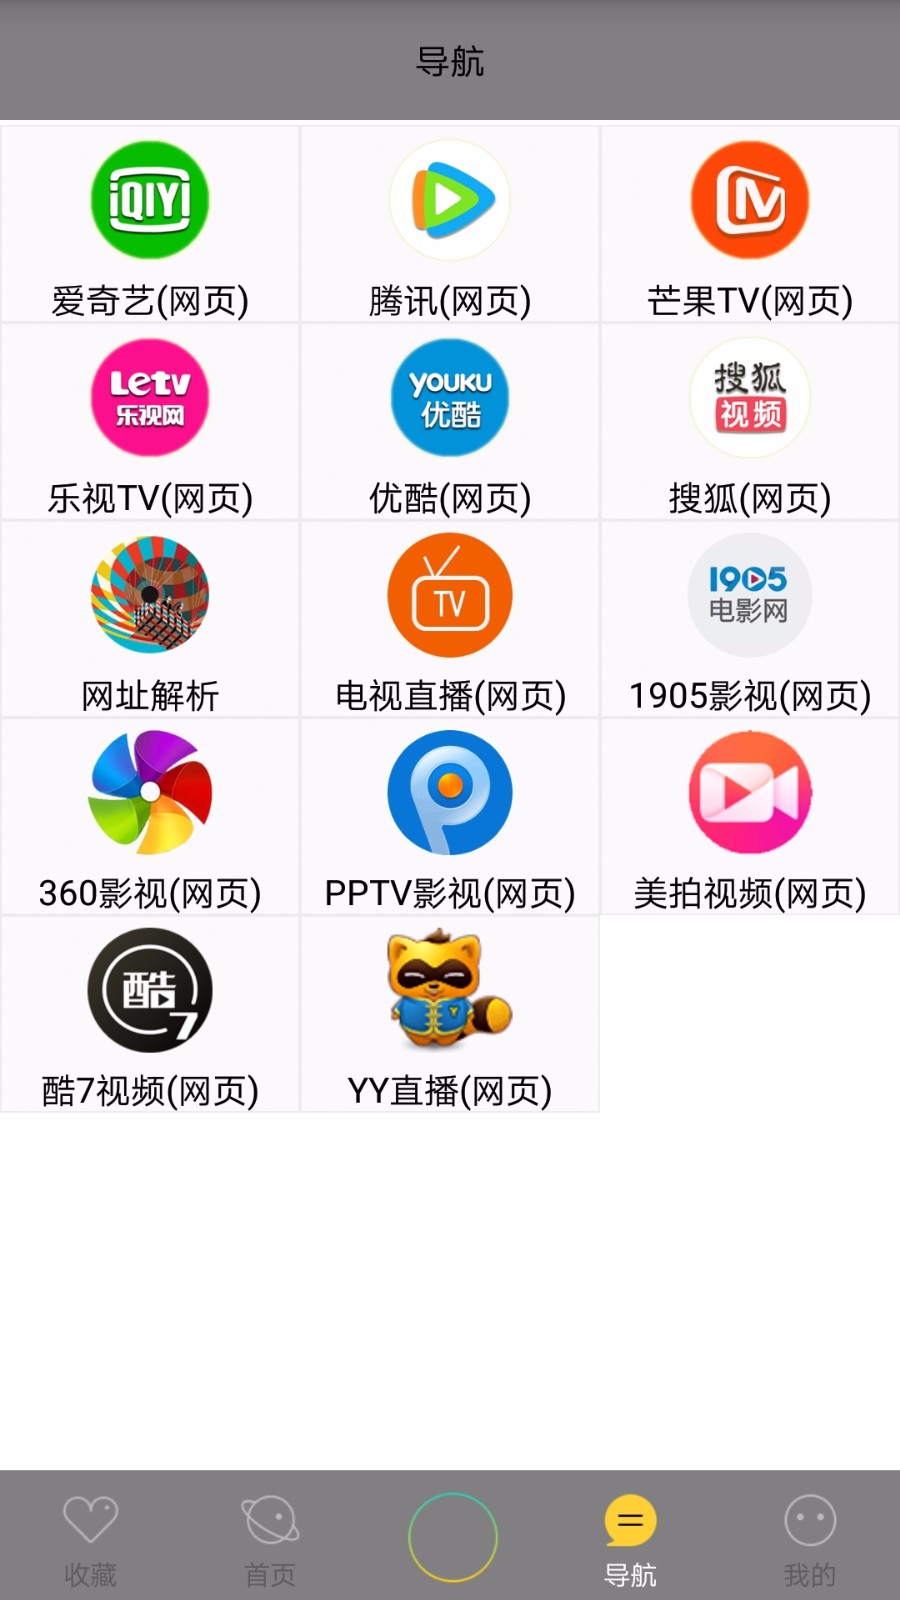 导航
iQIYI
爱奇艺(网页)
腾讯(网页)
芒果TV(网页)
Letv
乐视网
乐视TV(网页)
YOUKU
优酷
优酷(网页)
搜狐
视频
搜狐(网页)
网址解析
TV
电视直播(网页)
1905
电影网
1905影视(网页)
360影视(网页)
PPTV影视(网页)
美拍视频(网页)
酷
7
酷7视频(网页)
YY直播(网页)
收藏
首页
导航
我的